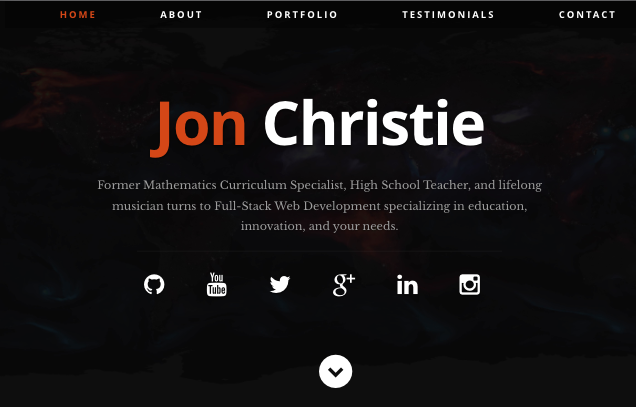 HOME ABOUT PORTFOLIO TESTIMONIALS CONTACT
Jon Christie
Former Mathematics Curriculum Specialist, High School Teacher, and lifelong
musician turns to Full-Stack Web Development specializing in education,
innovation, and your needs.
You
Tube
g+ in